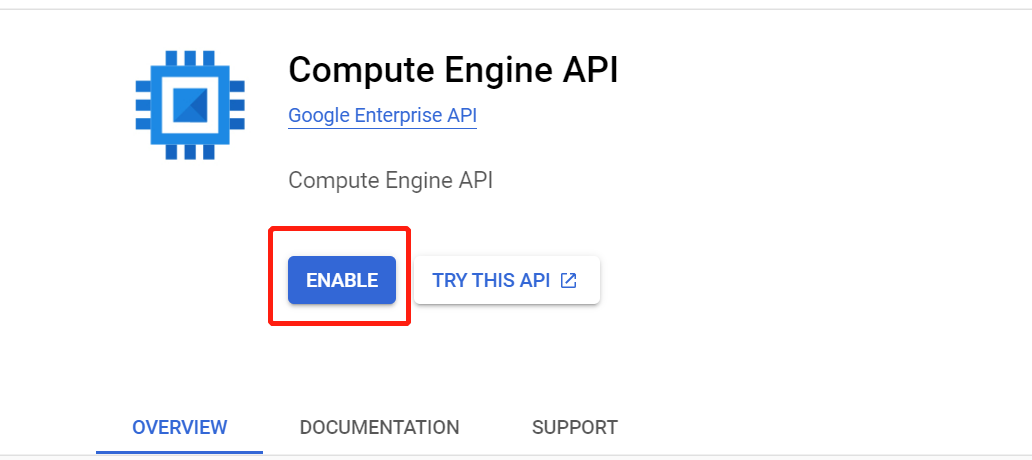 Compute Engine API
Google Enterprise API
Compute Engine API
ENABLE
TRY THIS API
OVERVIEW
DOCUMENTATION
SUPPORT